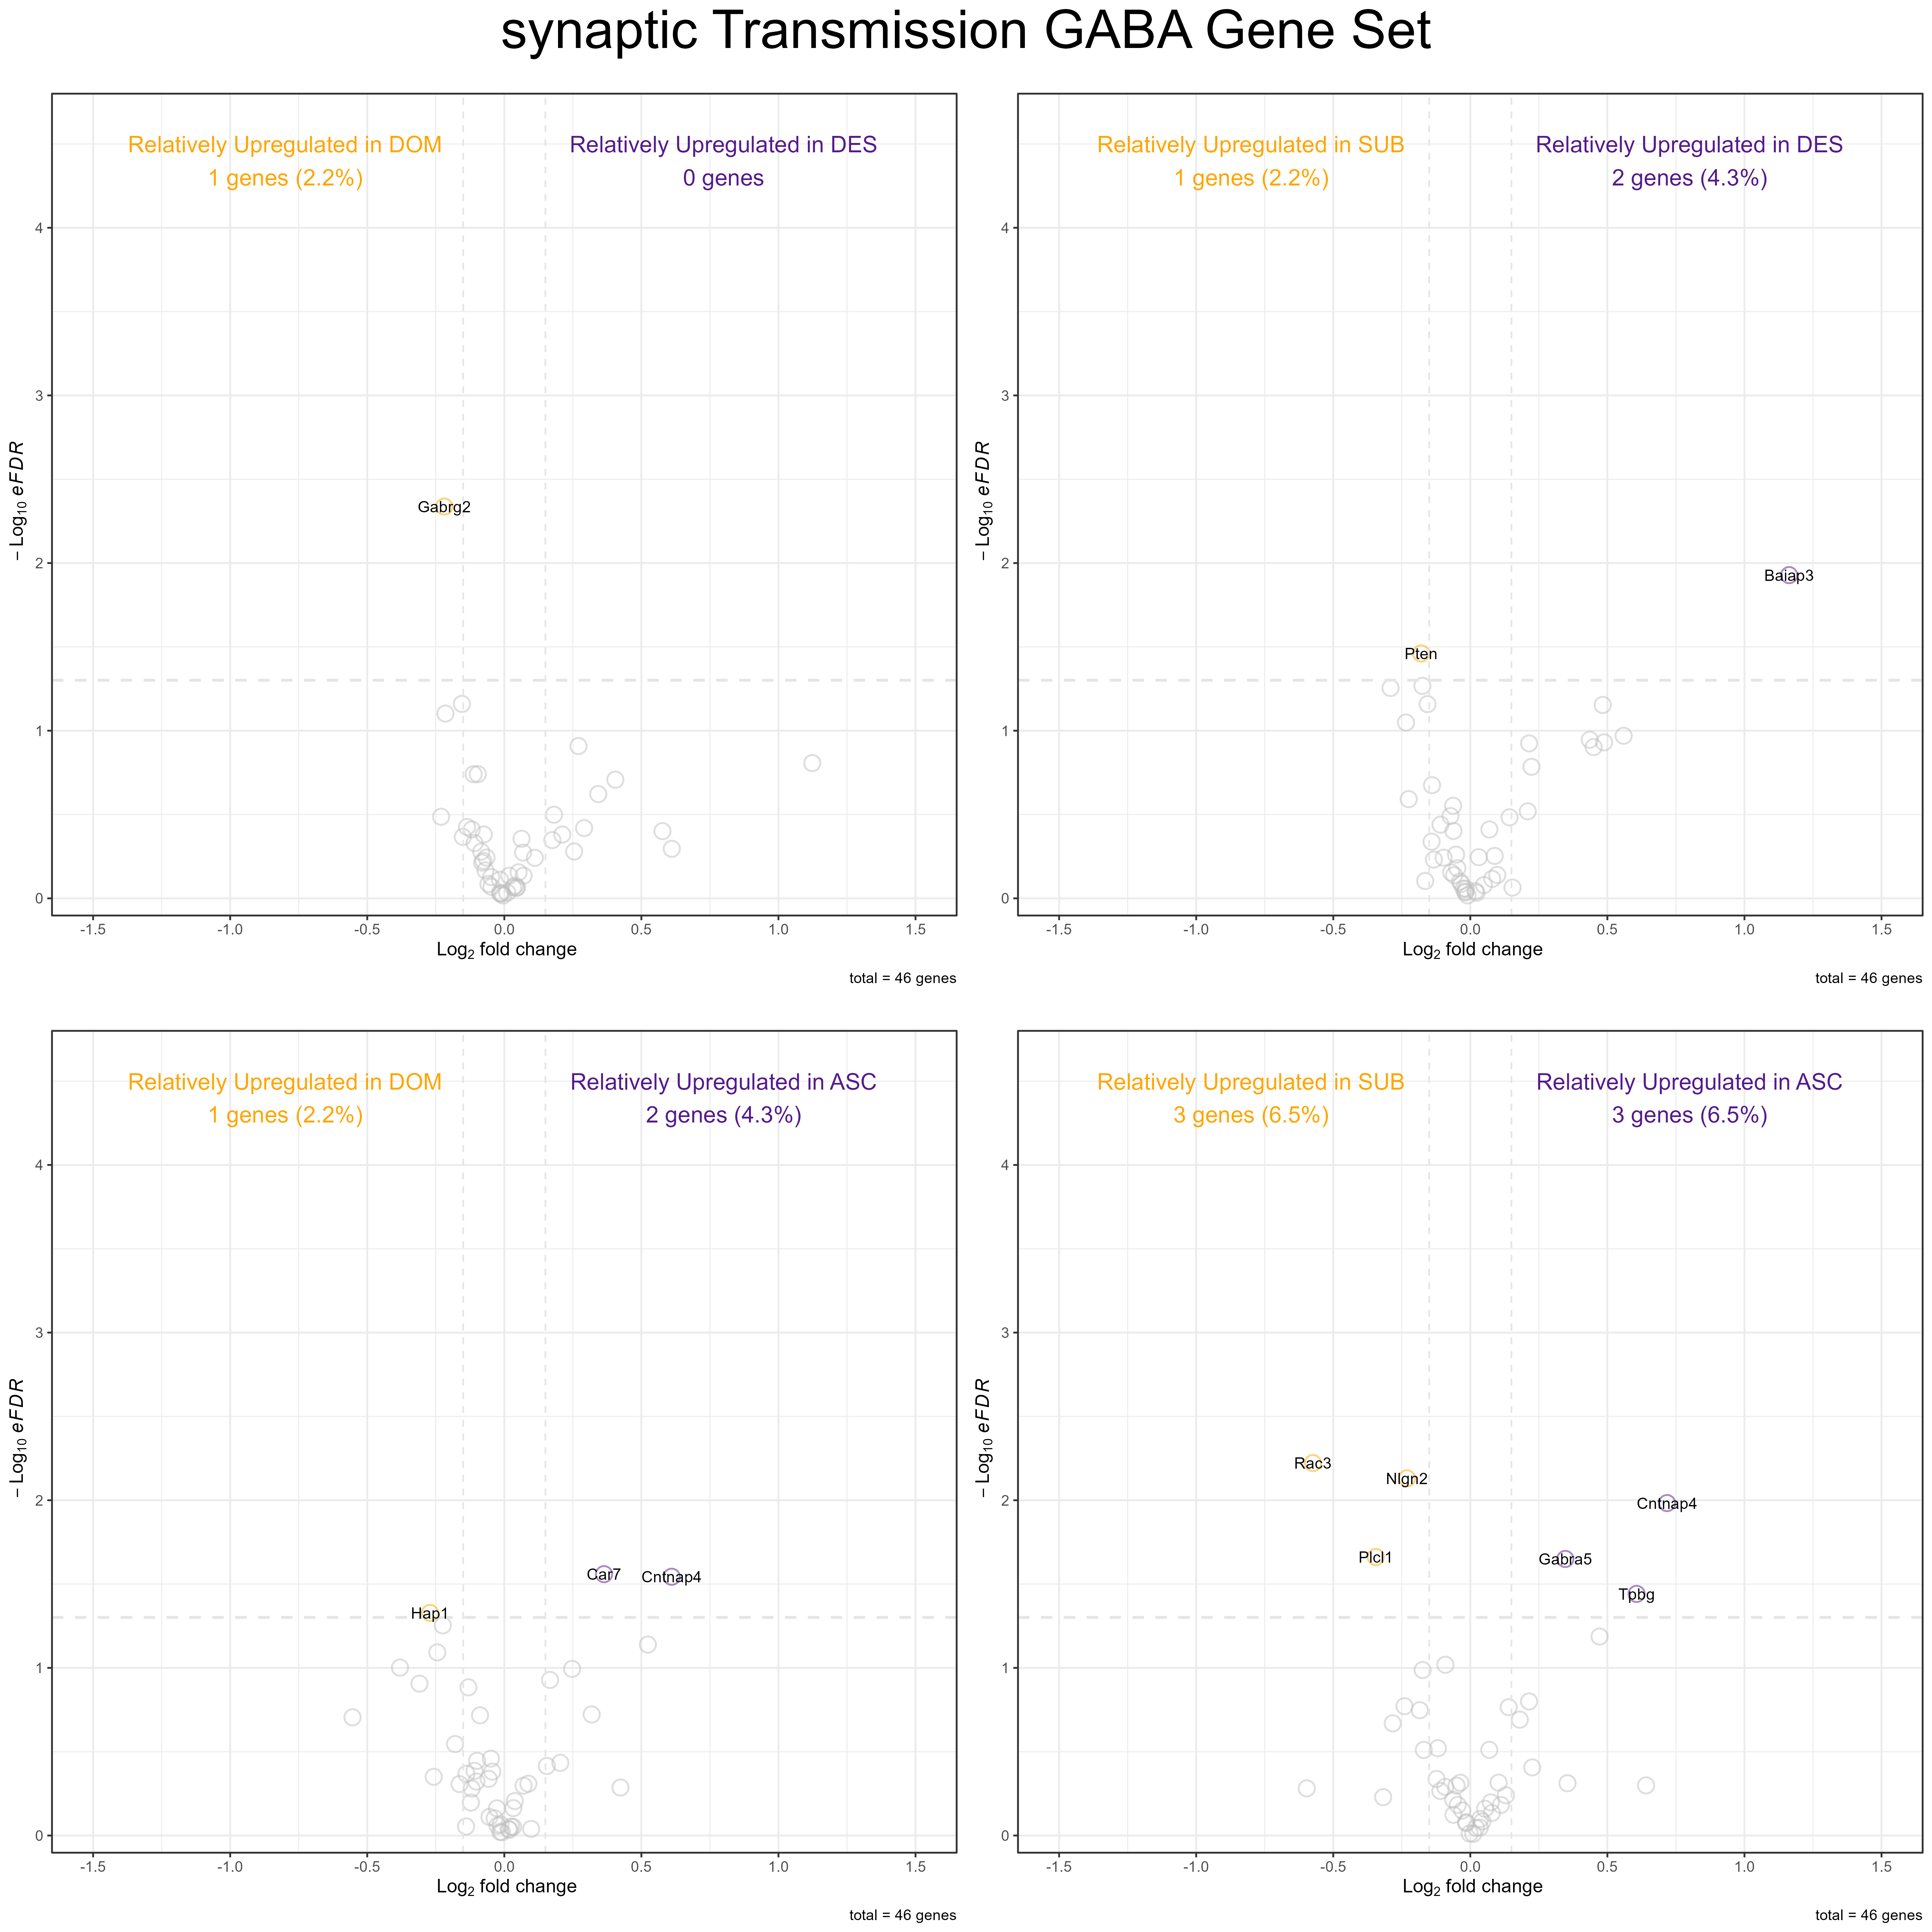 synaptic Transmission GABA Gene Set
Relatively Upregulated in DOM
1 genes (2.2%)
Relatively Upregulated in DES
0 genes
4
3
2
1
0
− Log10 eFDR
Gabrg2
-1.5 -1.0 -0.5 0.0 0.5 1.0 1.5
Log2 fold change
total = 46 genes
Relatively Upregulated in SUB
1 genes (2.2%)
Relatively Upregulated in DES
2 genes (4.3%)
4
3
2
1
0
− Log10 eFDR
Baiap3
Pten
-1.5 -1.0 -0.5 0.0 0.5 1.0 1.5
Log2 fold change
total = 46 genes
Relatively Upregulated in DOM
1 genes (2.2%)
Relatively Upregulated in ASC
2 genes (4.3%)
4
3
2
1
0
− Log10 eFDR
Car7
Cntnap4
Hap1
-1.5 -1.0 -0.5 0.0 0.5 1.0 1.5
Log2 fold change
total = 46 genes
Relatively Upregulated in SUB
3 genes (6.5%)
Relatively Upregulated in ASC
3 genes (6.5%)
4
3
2
1
0
− Log10 eFDR
Rac3
Nlgn2
Cntnap4
Plcl1
Gabra5
Tpbg
-1.5 -1.0 -0.5 0.0 0.5 1.0 1.5
Log2 fold change
total = 46 genes